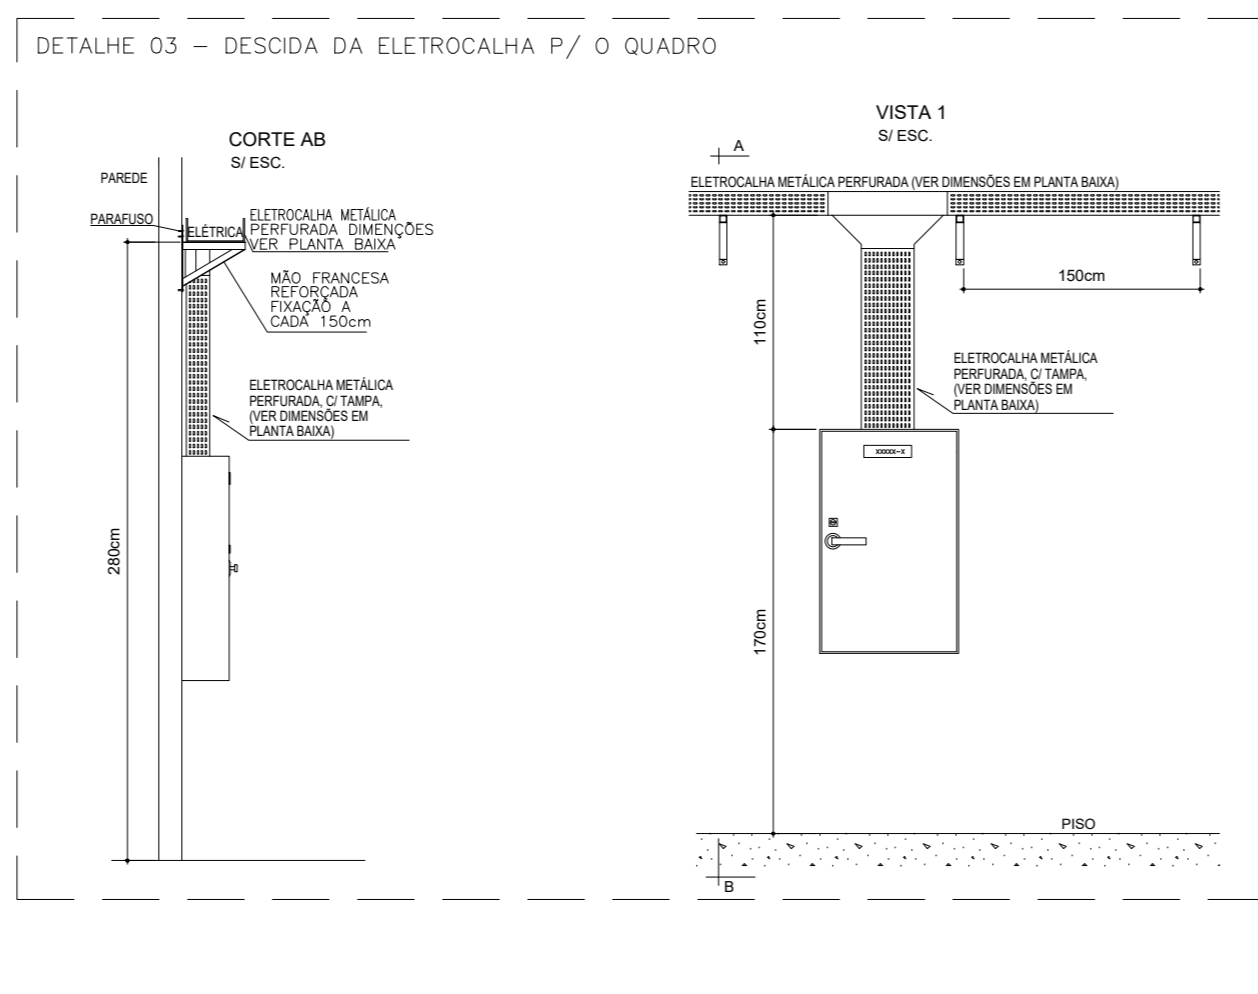 DETALHE 03 – DESCIDA DA ELETROCALHA P/ O QUADRO
CORTE AB
S/ ESC.
PAREDE
PARAFUSO
ELÉTRICA
ELETROCALHA METÁLICA
PERFURADA DIMENÇÕES
VER PLANTA BAIXA
MÃO FRANCESA
REFORÇADA
FIXAÇÃO A
CADA 150cm
ELETROCALHA METÁLICA
PERFURADA, C/ TAMPA,
(VER DIMENSÕES EM
PLANTA BAIXA)
280cm
VISTA 1
S/ ESC.
A
ELETROCALHA METÁLICA PERFURADA (VER DIMENSÕES EM PLANTA BAIXA)
150cm
110cm
ELETROCALHA METÁLICA
PERFURADA, C/ TAMPA,
(VER DIMENSÕES EM
PLANTA BAIXA)
xxxxx-x
170cm
PISO
B